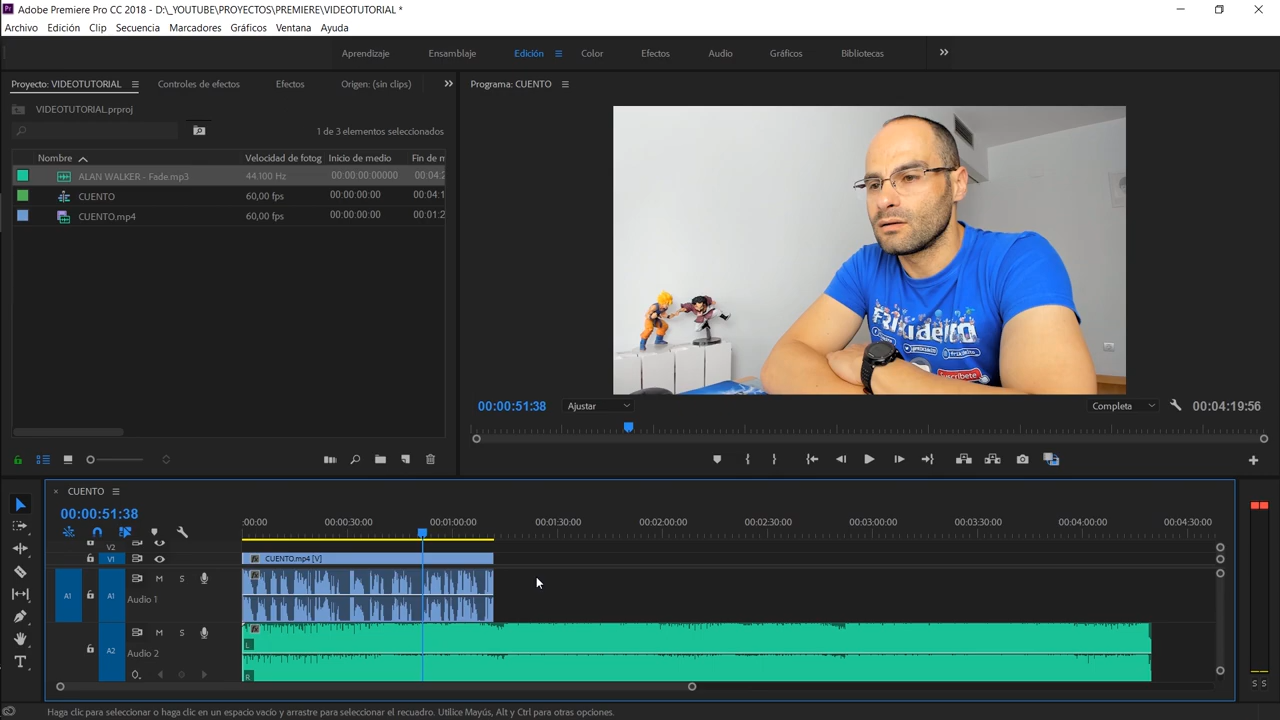 Adobe Premiere Pro CC 2018 - D:\_YOUTUBE\PROYECTOS\PREMIERE\VIDEOTUTORIAL *
Archivo Edición Clip Secuencia Marcadores Gráficos Ventana Ayuda
Aprendizaje Ensamblaje Edición Color Efectos Audio Gráficos Bibliotecas
Proyecto: VIDEOTUTORIAL Controles de efectos Efectos Origen: (sin clips)
VIDEOTUTORIAL.prproj
1 de 3 elementos seleccionados
Nombre Velocidad de fotog Inicio de medio Fin de m
ALAN WALKER - Fade.mp3 44.100 Hz 00:00:00:00000 00:04:2
CUENTO 60,00 fps 00:00:00:00 00:04:1
CUENTO.mp4 60,00 fps 00:00:00:00 00:01:2
Programa: CUENTO
Frikideito
suscríbete
00:00:51:38 Ajustar Completa 00:04:19:56
CUENTO
00:00:51:38
:00:00 00:00:30:00 00:01:00:00 00:01:30:00 00:02:00:00 00:02:30:00 00:03:00:00 00:03:30:00 00:04:00:00 00:04:30:00
V2
V1 CUENTO.mp4 [V]
A1 A1 M S
Audio 1
A2 M S
Audio 2
L
R
S S
Haga clic para seleccionar o haga clic en un espacio vacío y arrastre para seleccionar el recuadro. Utilice Mayús, Alt y Ctrl para otras opciones.